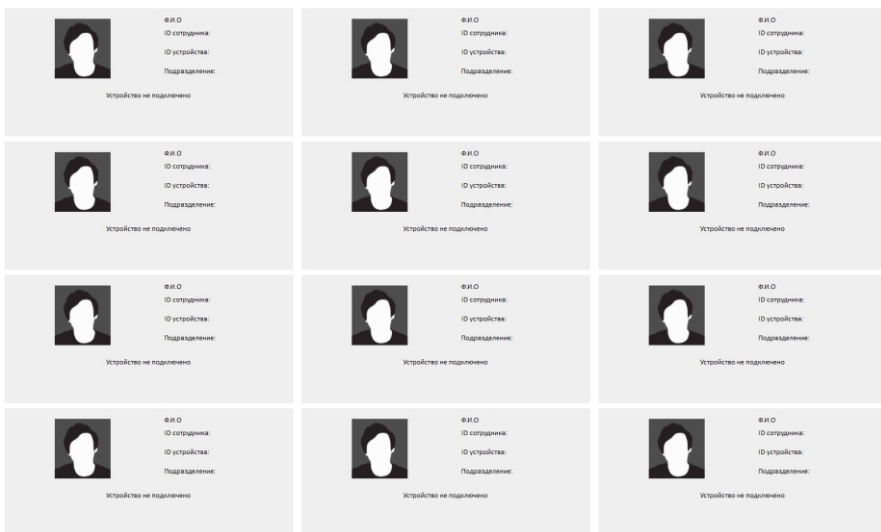 Ф.И.О
ID сотрудника:
ID устройства:
Подразделение:
Устройство не подключено
Ф.И.О
ID сотрудника:
ID устройства:
Подразделение:
Устройство не подключено
Ф.И.О
ID сотрудника:
ID устройства:
Подразделение:
Устройство не подключено
Ф.И.О
ID сотрудника:
ID устройства:
Подразделение:
Устройство не подключено
Ф.И.О
ID сотрудника:
ID устройства:
Подразделение:
Устройство не подключено
Ф.И.О
ID сотрудника:
ID устройства:
Подразделение:
Устройство не подключено
Ф.И.О
ID сотрудника:
ID устройства:
Подразделение:
Устройство не подключено
Ф.И.О
ID сотрудника:
ID устройства:
Подразделение:
Устройство не подключено
Ф.И.О
ID сотрудника:
ID устройства:
Подразделение:
Устройство не подключено
Ф.И.О
ID сотрудника:
ID устройства:
Подразделение:
Устройство не подключено
Ф.И.О
ID сотрудника:
ID устройства:
Подразделение:
Устройство не подключено
Ф.И.О
ID сотрудника:
ID устройства:
Подразделение:
Устройство не подключено